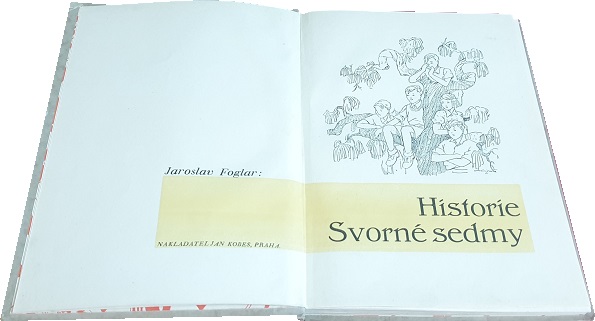 Jaroslav Foglar:
NAKLADATEL JAN KOBES, PRAHA
Historie
Svorné sedmy